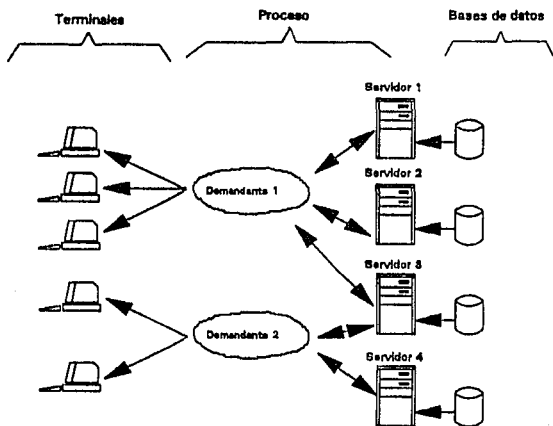 Terminales
Proceso
Bases de datos
Servidor 1
Demandante 1
Servidor 2
Servidor 3
Demandante 2
Servidor 4